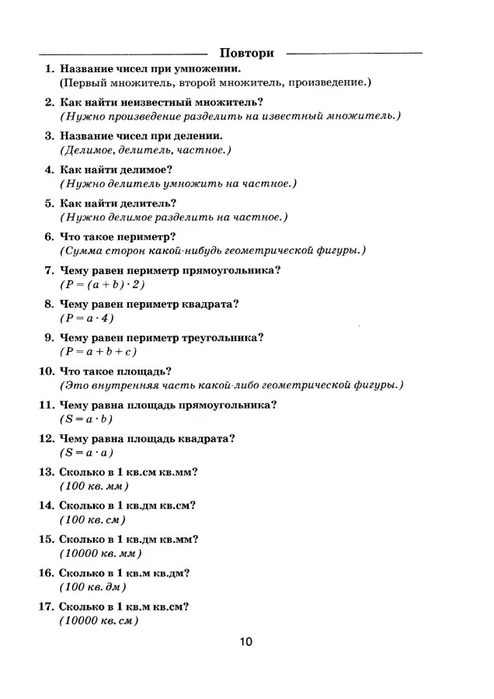 Повтори
1. Название чисел при умножении.
(Первый множитель, второй множитель, произведение.)
2. Как найти неизвестный множитель?
(Нужно произведение разделить на известный множитель.)
3. Название чисел при делении.
(Делимое, делитель, частное.)
4. Как найти делимое?
(Нужно делитель умножить на частное.)
5. Как найти делитель?
(Нужно делимое разделить на частное.)
6. Что такое периметр?
(Сумма сторон какой-нибудь геометрической фигуры.)
7. Чему равен периметр прямоугольника?
(P = (a + b) · 2)
8. Чему равен периметр квадрата?
(P = a · 4)
9. Чему равен периметр треугольника?
(P = a + b + c)
10. Что такое площадь?
(Это внутренняя часть какой-либо геометрической фигуры.)
11. Чему равна площадь прямоугольника?
(S = a · b)
12. Чему равна площадь квадрата?
(S = a · a)
13. Сколько в 1 кв.см кв.мм?
(100 кв. мм)
14. Сколько в 1 кв.дм кв.см?
(100 кв. см)
15. Сколько в 1 кв.дм кв.мм?
(10000 кв. мм)
16. Сколько в 1 кв.м кв.дм?
(100 кв. дм)
17. Сколько в 1 кв.м кв.см?
(10000 кв. см)
10